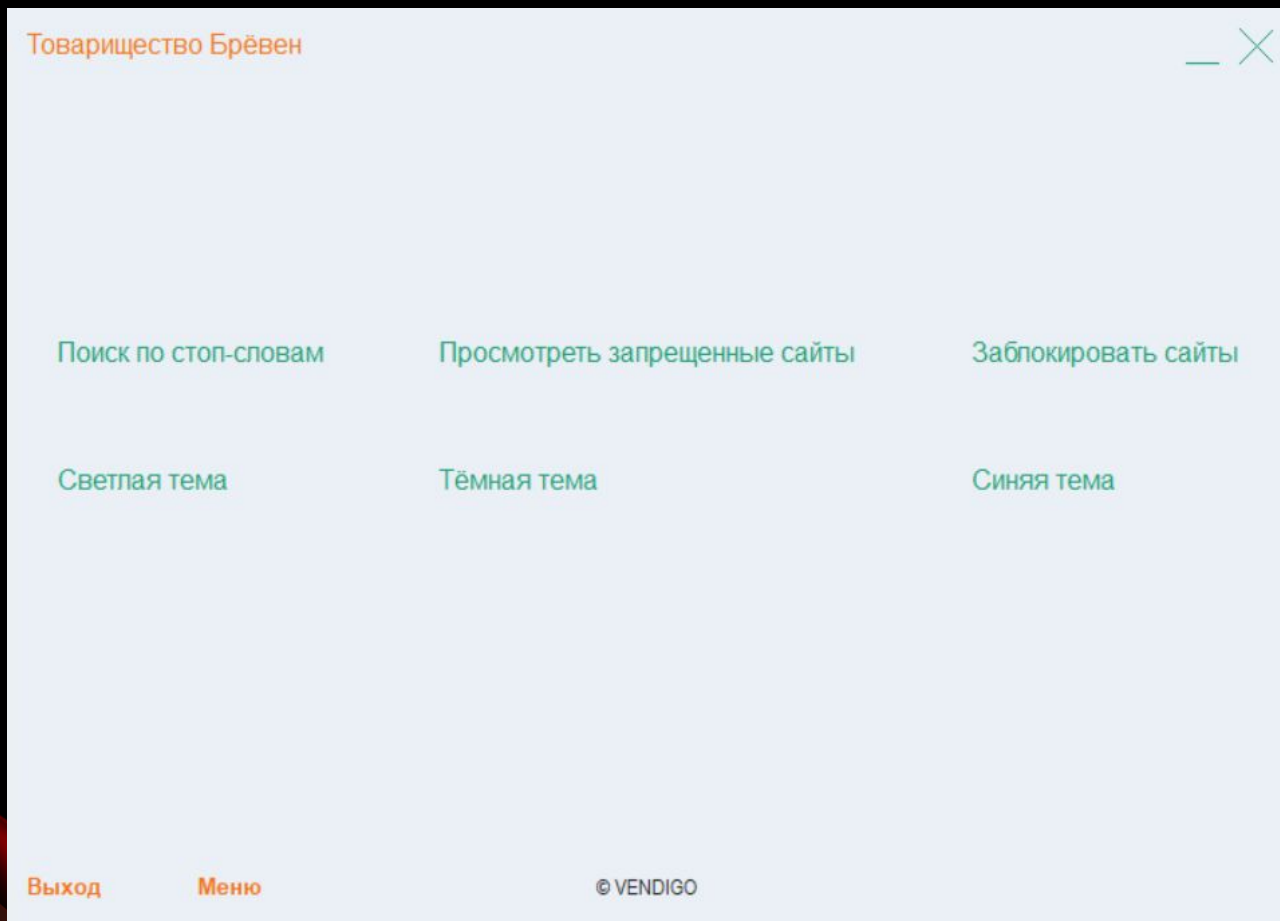 Товарищество Брёвен
Поиск по стоп-словам Просмотреть запрещенные сайты Заблокировать сайты
Светлая тема Тёмная тема Синяя тема
Выход Меню © VENDIGO